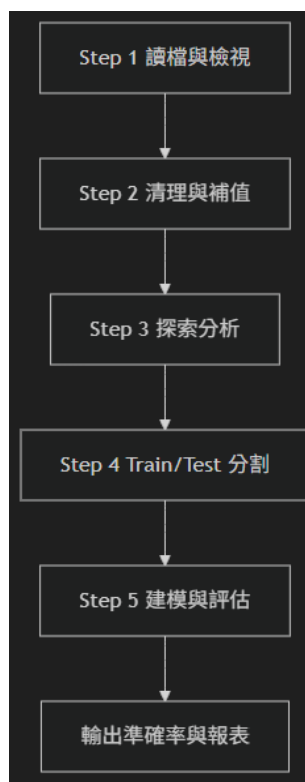 Step 1 讀檔與檢視
Step 2 清理與補值
Step 3 探索分析
Step 4 Train/Test 分割
Step 5 建模與評估
輸出準確率與報表